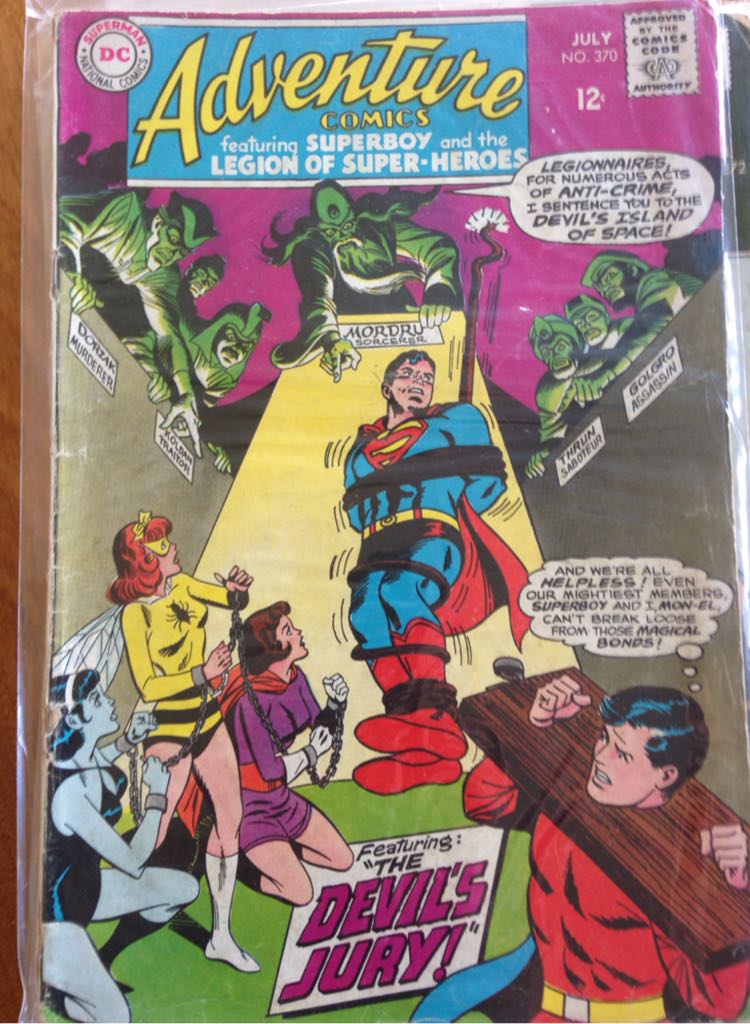 SUPERMAN
DC
NATIONAL COMICS
Adventure
COMICS
featuring SUPERBOY and the
LEGION OF SUPER-HEROES
JULY
NO. 370
12¢
APPROVED
BY THE
COMICS
CODE
CA
AUTHORITY
LEGIONNAIRES,
FOR NUMEROUS ACTS
OF ANTI-CRIME,
I SENTENCE YOU TO THE
DEVIL'S ISLAND
OF SPACE!
MORDRU
SORCERER
DORZAK
MURDERER
KOLDAH
TRAITOR
GOLGRO
ASSASSIN
THRUN
SABOTEUR
AND WE'RE ALL
HELPLESS! EVEN
OUR MIGHTIEST MEMBERS,
SUPERBOY AND I, MON-EL,
CAN'T BREAK LOOSE
FROM THOSE MAGICAL
BONDS!
Featuring:
"THE
DEVIL'S
JURY!"